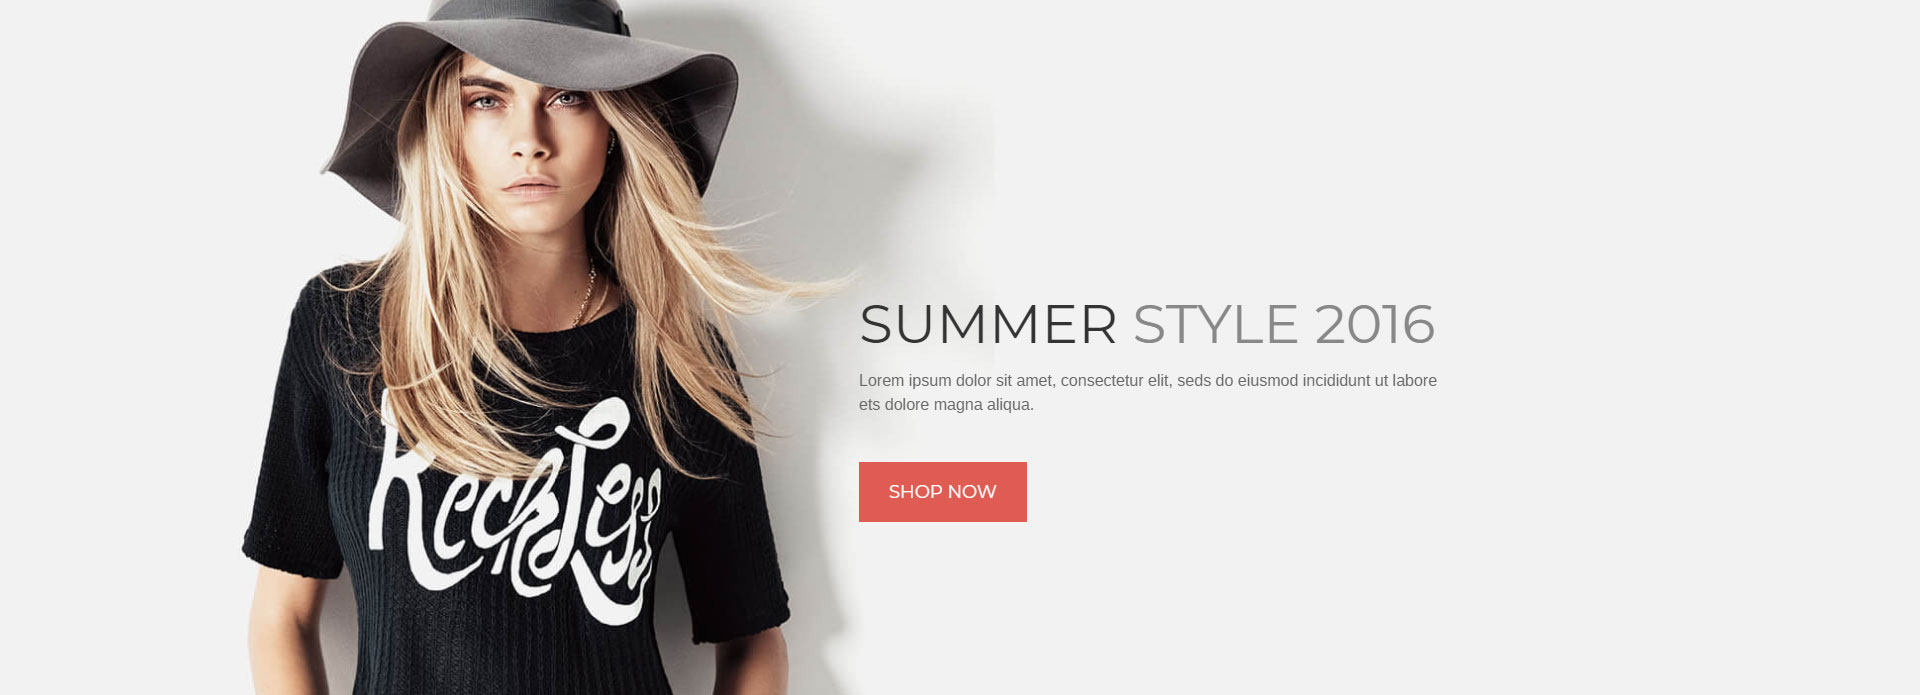 ReckLess
SUMMER STYLE 2016
Lorem ipsum dolor sit amet, consectetur elit, seds do eiusmod incididunt ut labore
ets dolore magna aliqua.
SHOP NOW